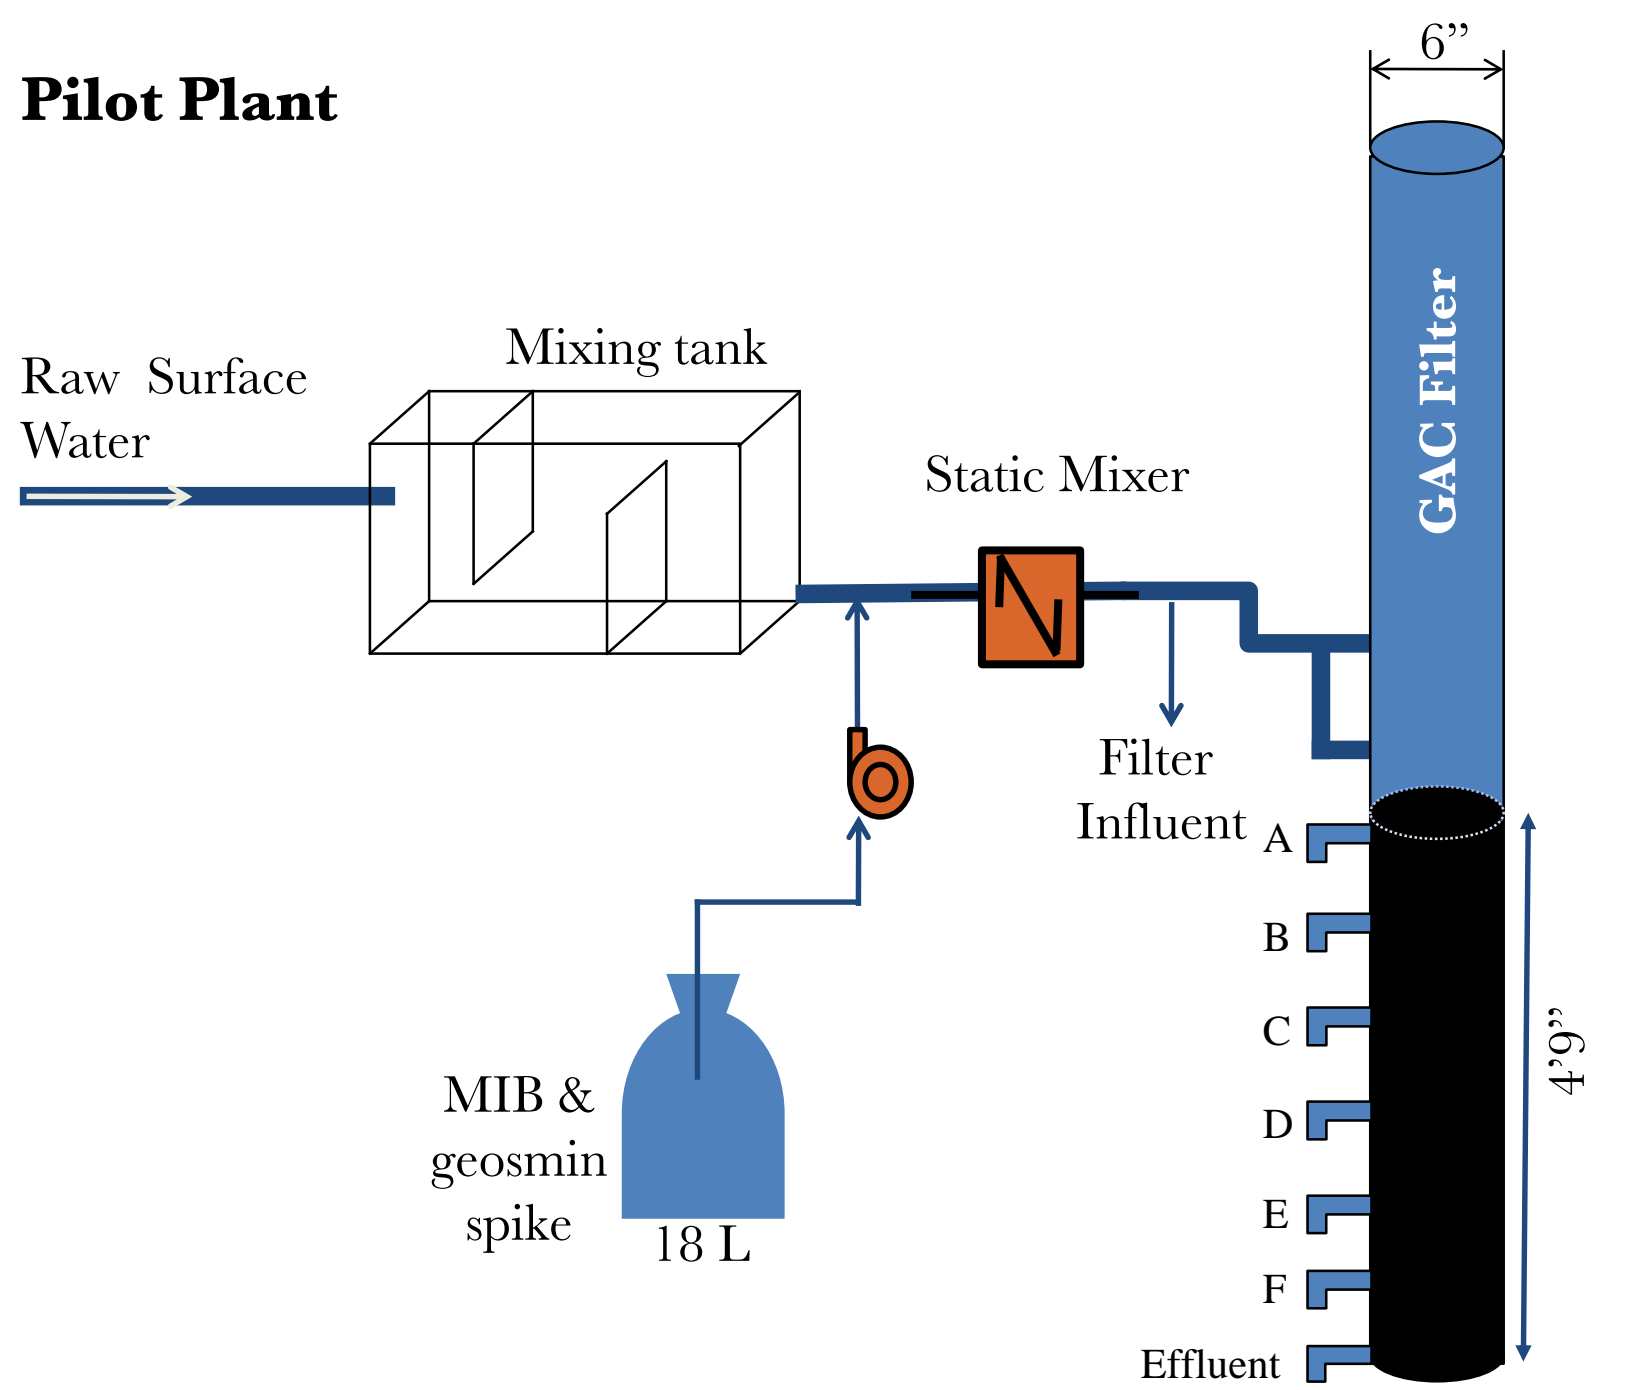 Pilot Plant
6”
GAC Filter
Mixing tank
Raw Surface
Water
Static Mixer
Filter
Influent
A
B
C
D
E
F
Effluent
4’9”
MIB &
geosmin
spike
18 L